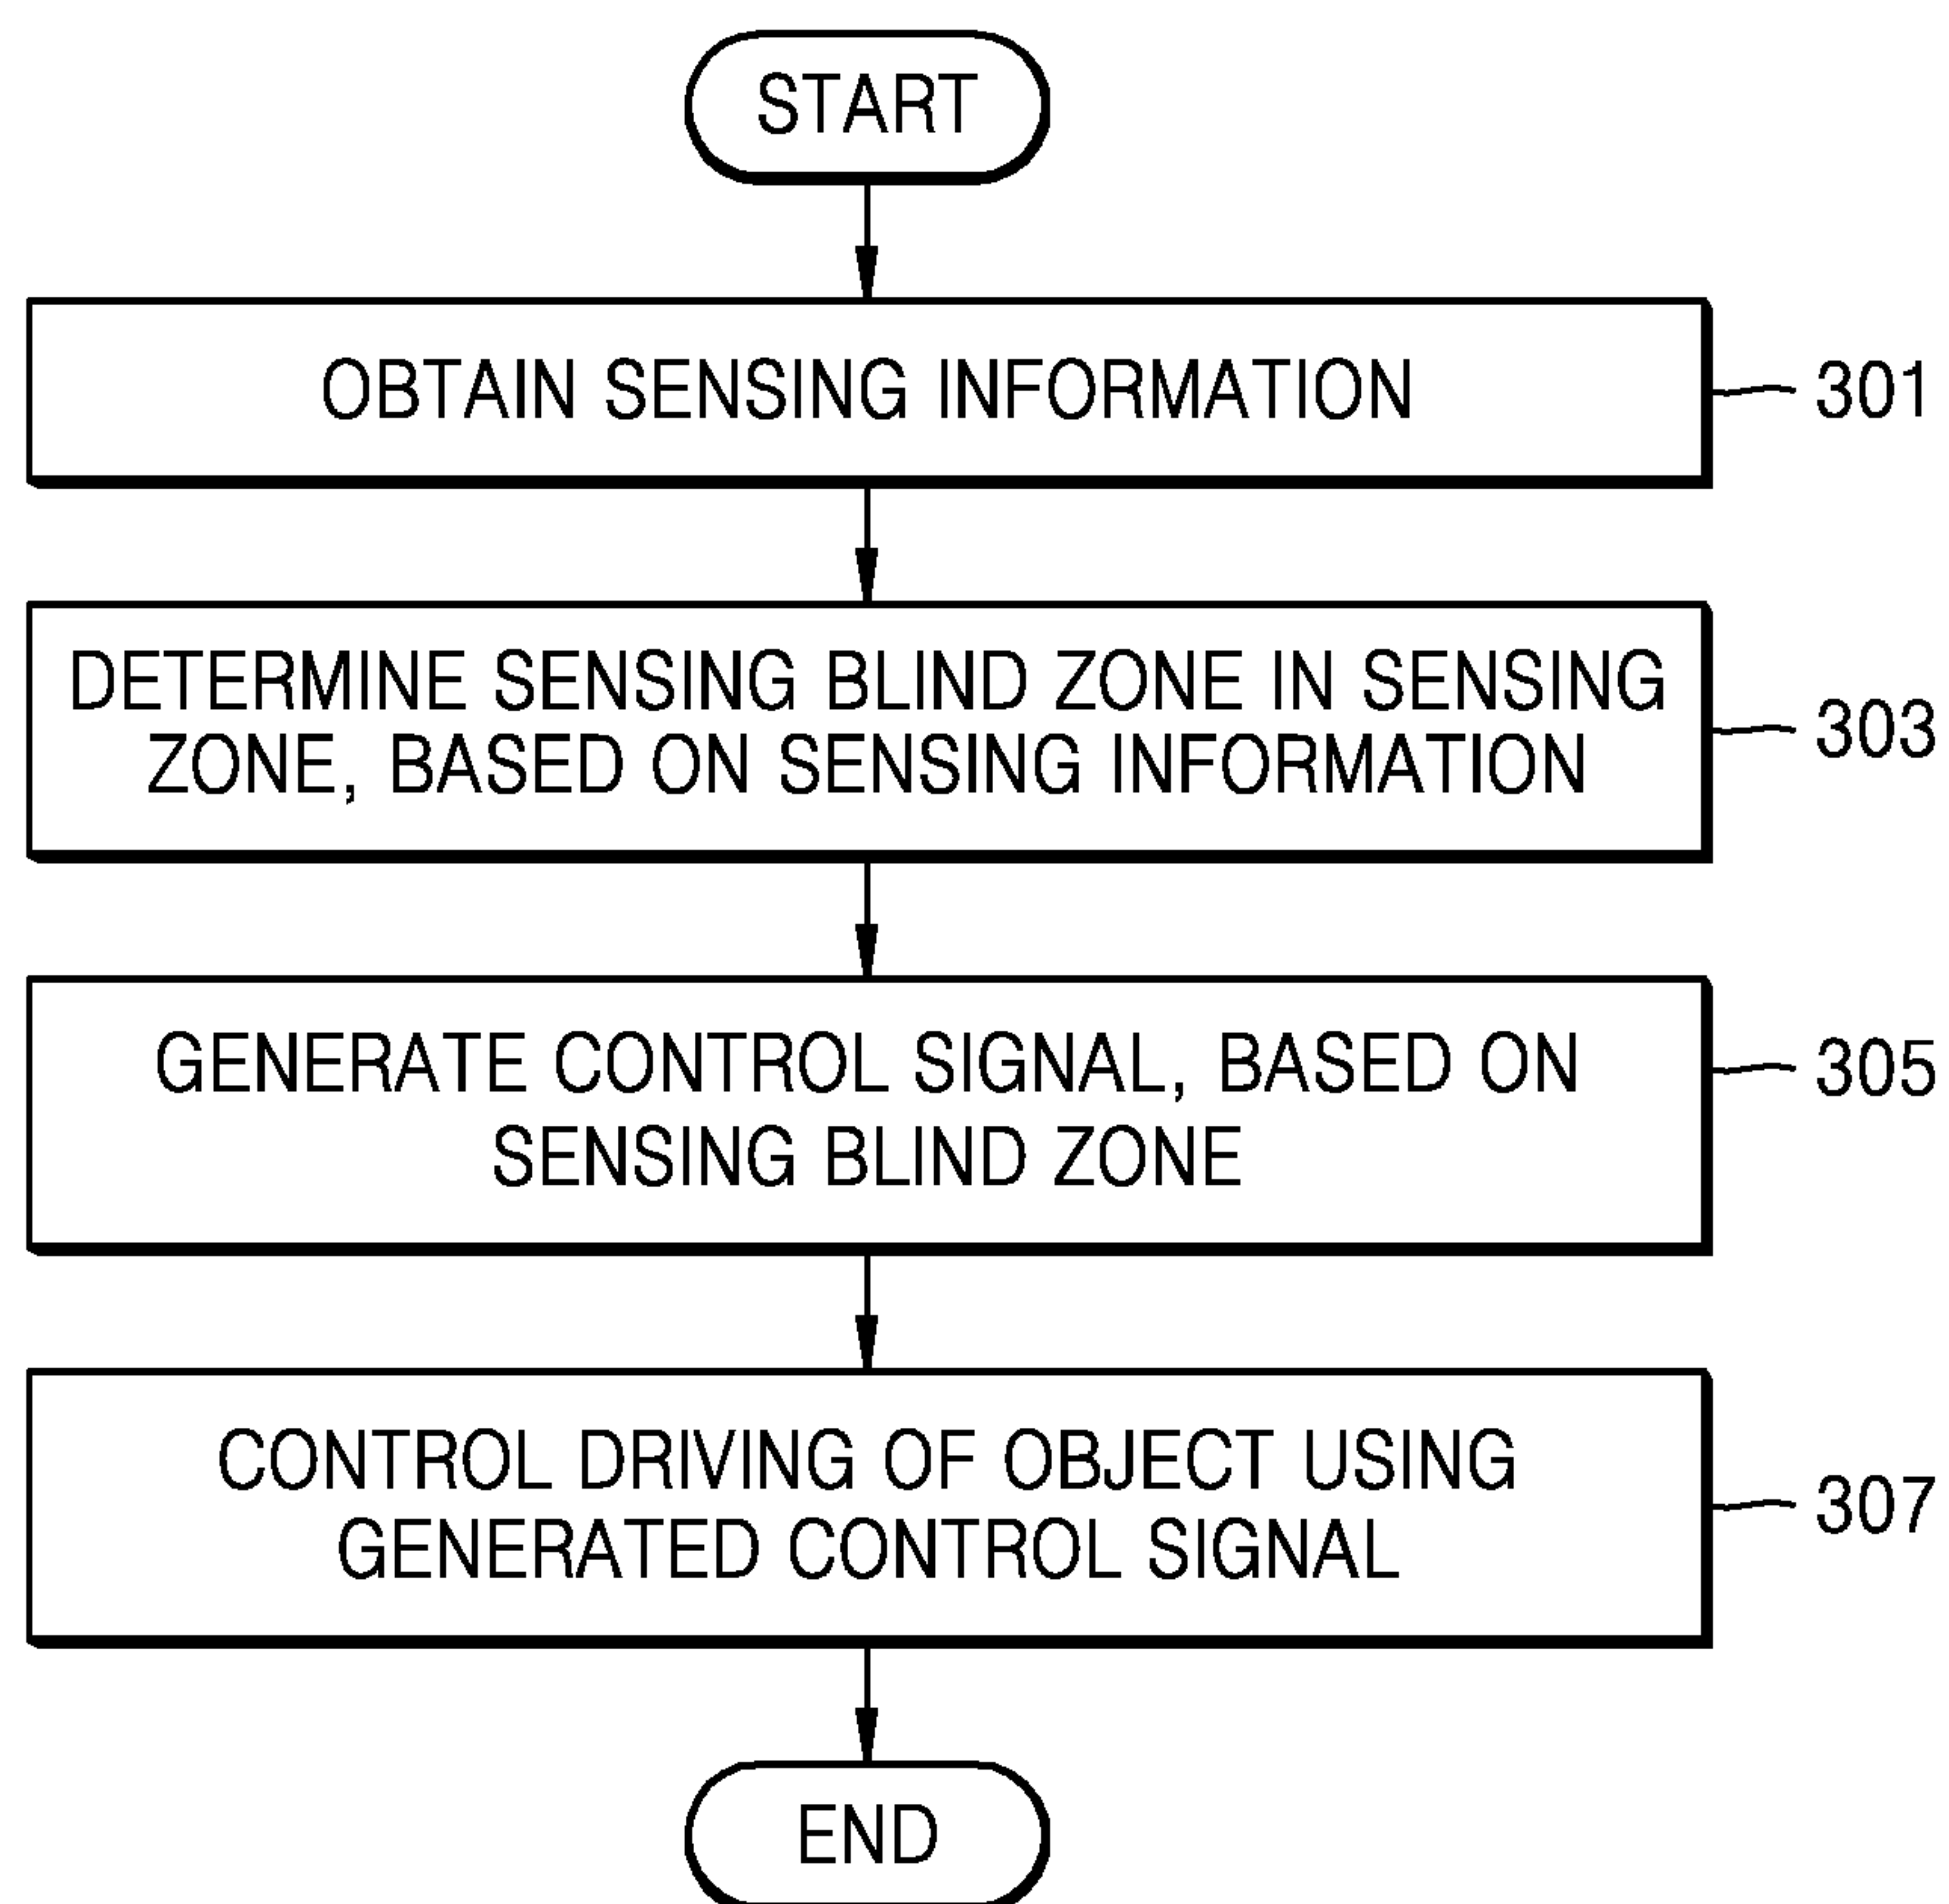 START
OBTAIN SENSING INFORMATION
301
DETERMINE SENSING BLIND ZONE IN SENSING
ZONE, BASED ON SENSING INFORMATION
303
GENERATE CONTROL SIGNAL, BASED ON
SENSING BLIND ZONE
305
CONTROL DRIVING OF OBJECT USING
GENERATED CONTROL SIGNAL
307
END